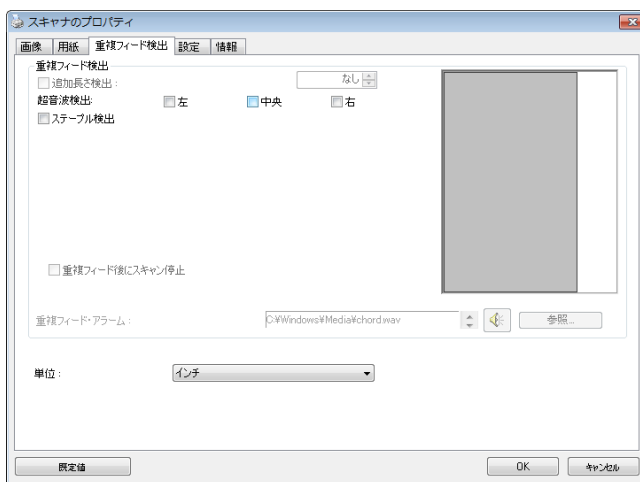 スキャナのプロパティ
画像 用紙 重複フィード検出 設定 情報
重複フィード検出
追加長さ検出 : なし
超音波検出: 左 中央 右
ステープル検出
重複フィード後にスキャン停止
重複フィード・アラーム : C:¥Windows¥Media¥chord.wav 参照...
単位 : インチ
既定値 OK キャンセル